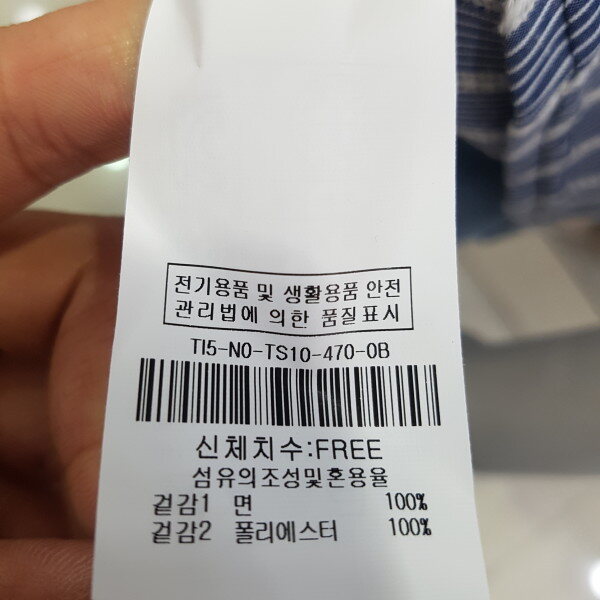 전기용품 및 생활용품 안전
관리법에 의한 품질표시
TI5-N0-TS10-470-0B
신체치수:FREE
섬유의조성및혼용율
겉감1 면 100%
겉감2 폴리에스터 100%